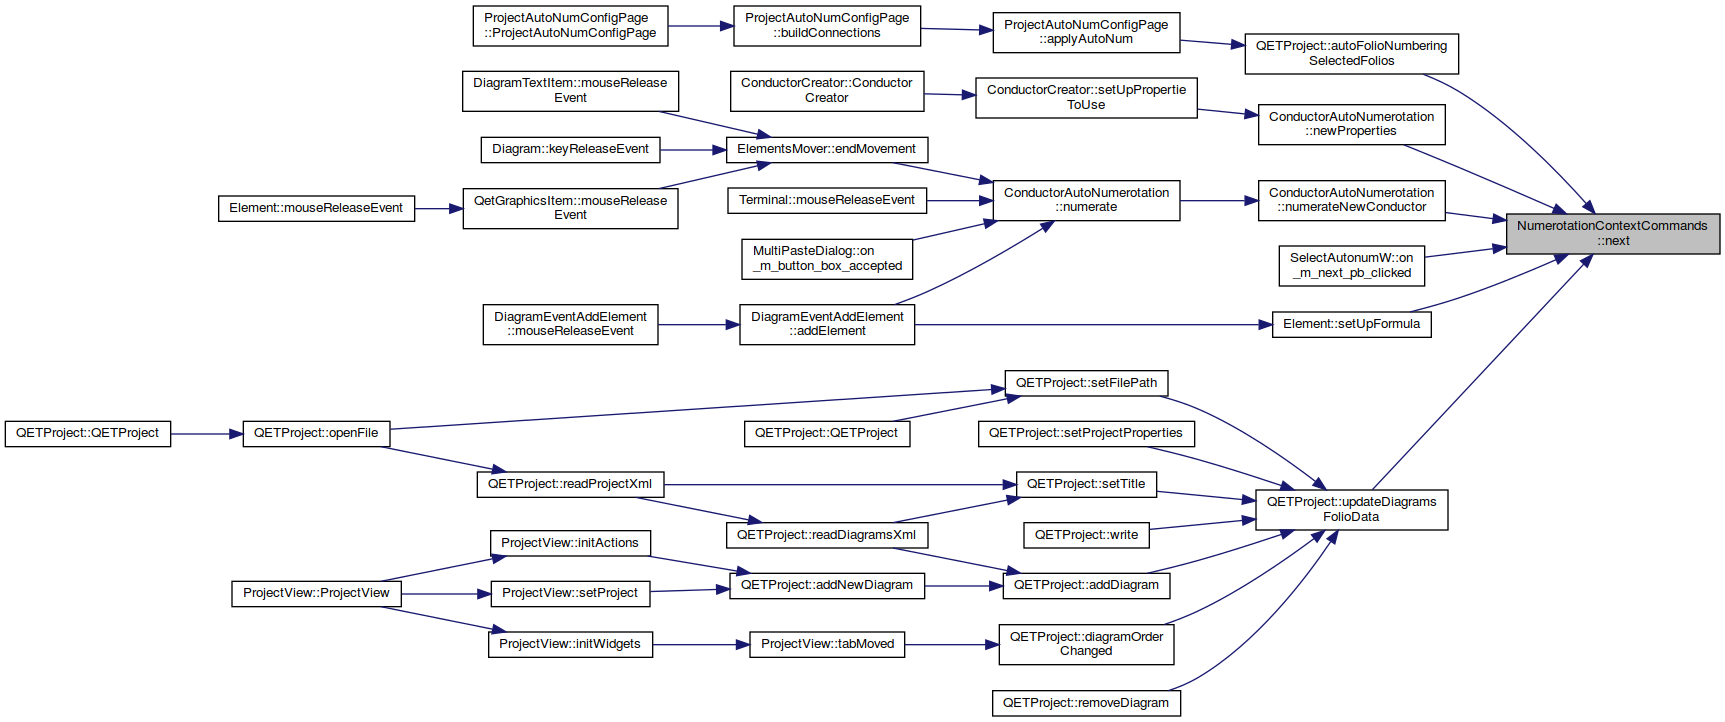 ProjectAutoNumConfigPage
::ProjectAutoNumConfigPage
ProjectAutoNumConfigPage
::buildConnections
ProjectAutoNumConfigPage
::applyAutoNum
QETProject::autoFolioNumbering
SelectedFolios
DiagramTextItem::mouseRelease
Event
ConductorCreator::Conductor
Creator
ConductorCreator::setUpPropertie
ToUse
ConductorAutoNumerotation
::newProperties
Diagram::keyReleaseEvent
ElementsMover::endMovement
Element::mouseReleaseEvent
QetGraphicsItem::mouseRelease
Event
Terminal::mouseReleaseEvent
ConductorAutoNumerotation
::numerate
ConductorAutoNumerotation
::numerateNewConductor
NumerotationContextCommands
::next
MultiPasteDialog::on
_m_button_box_accepted
SelectAutonumW::on
_m_next_pb_clicked
DiagramEventAddElement
::mouseReleaseEvent
DiagramEventAddElement
::addElement
Element::setUpFormula
QETProject::setFilePath
QETProject::QETProject
QETProject::openFile
QETProject::QETProject
QETProject::setProjectProperties
QETProject::readProjectXml
QETProject::setTitle
QETProject::updateDiagrams
FolioData
QETProject::readDiagramsXml
QETProject::write
ProjectView::initActions
ProjectView::ProjectView
ProjectView::setProject
QETProject::addNewDiagram
QETProject::addDiagram
ProjectView::initWidgets
ProjectView::tabMoved
QETProject::diagramOrder
Changed
QETProject::removeDiagram